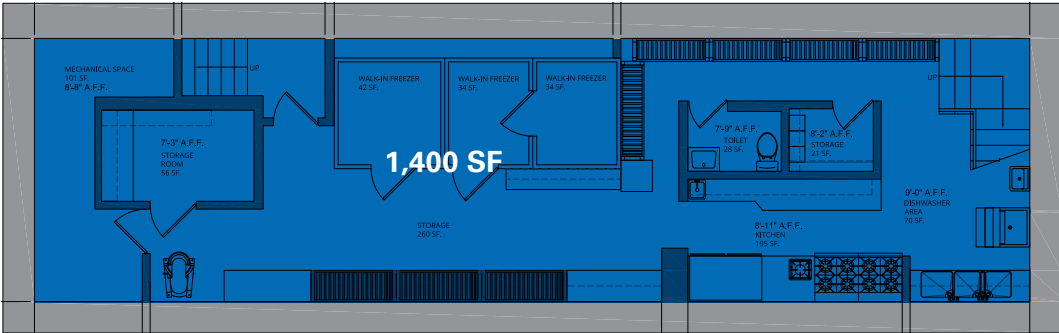 MECHANICAL SPACE
101 SF.
8'-8" A.F.F.
UP
WALK-IN FREEZER
42 SF.
WALK-IN FREEZER
34 SF.
WALK-IN FREEZER
34 SF.
UP
7'-3" A.F.F.
STORAGE
ROOM
56 SF.
7'-9" A.F.F.
TOILET
28 SF.
8'-2" A.F.F.
STORAGE
21 SF.
1,400 SF
9'-0" A.F.F.
DISHWASHER
AREA
70 SF.
STORAGE
260 SF.
8'-11" A.F.F.
KITCHEN
195 SF.